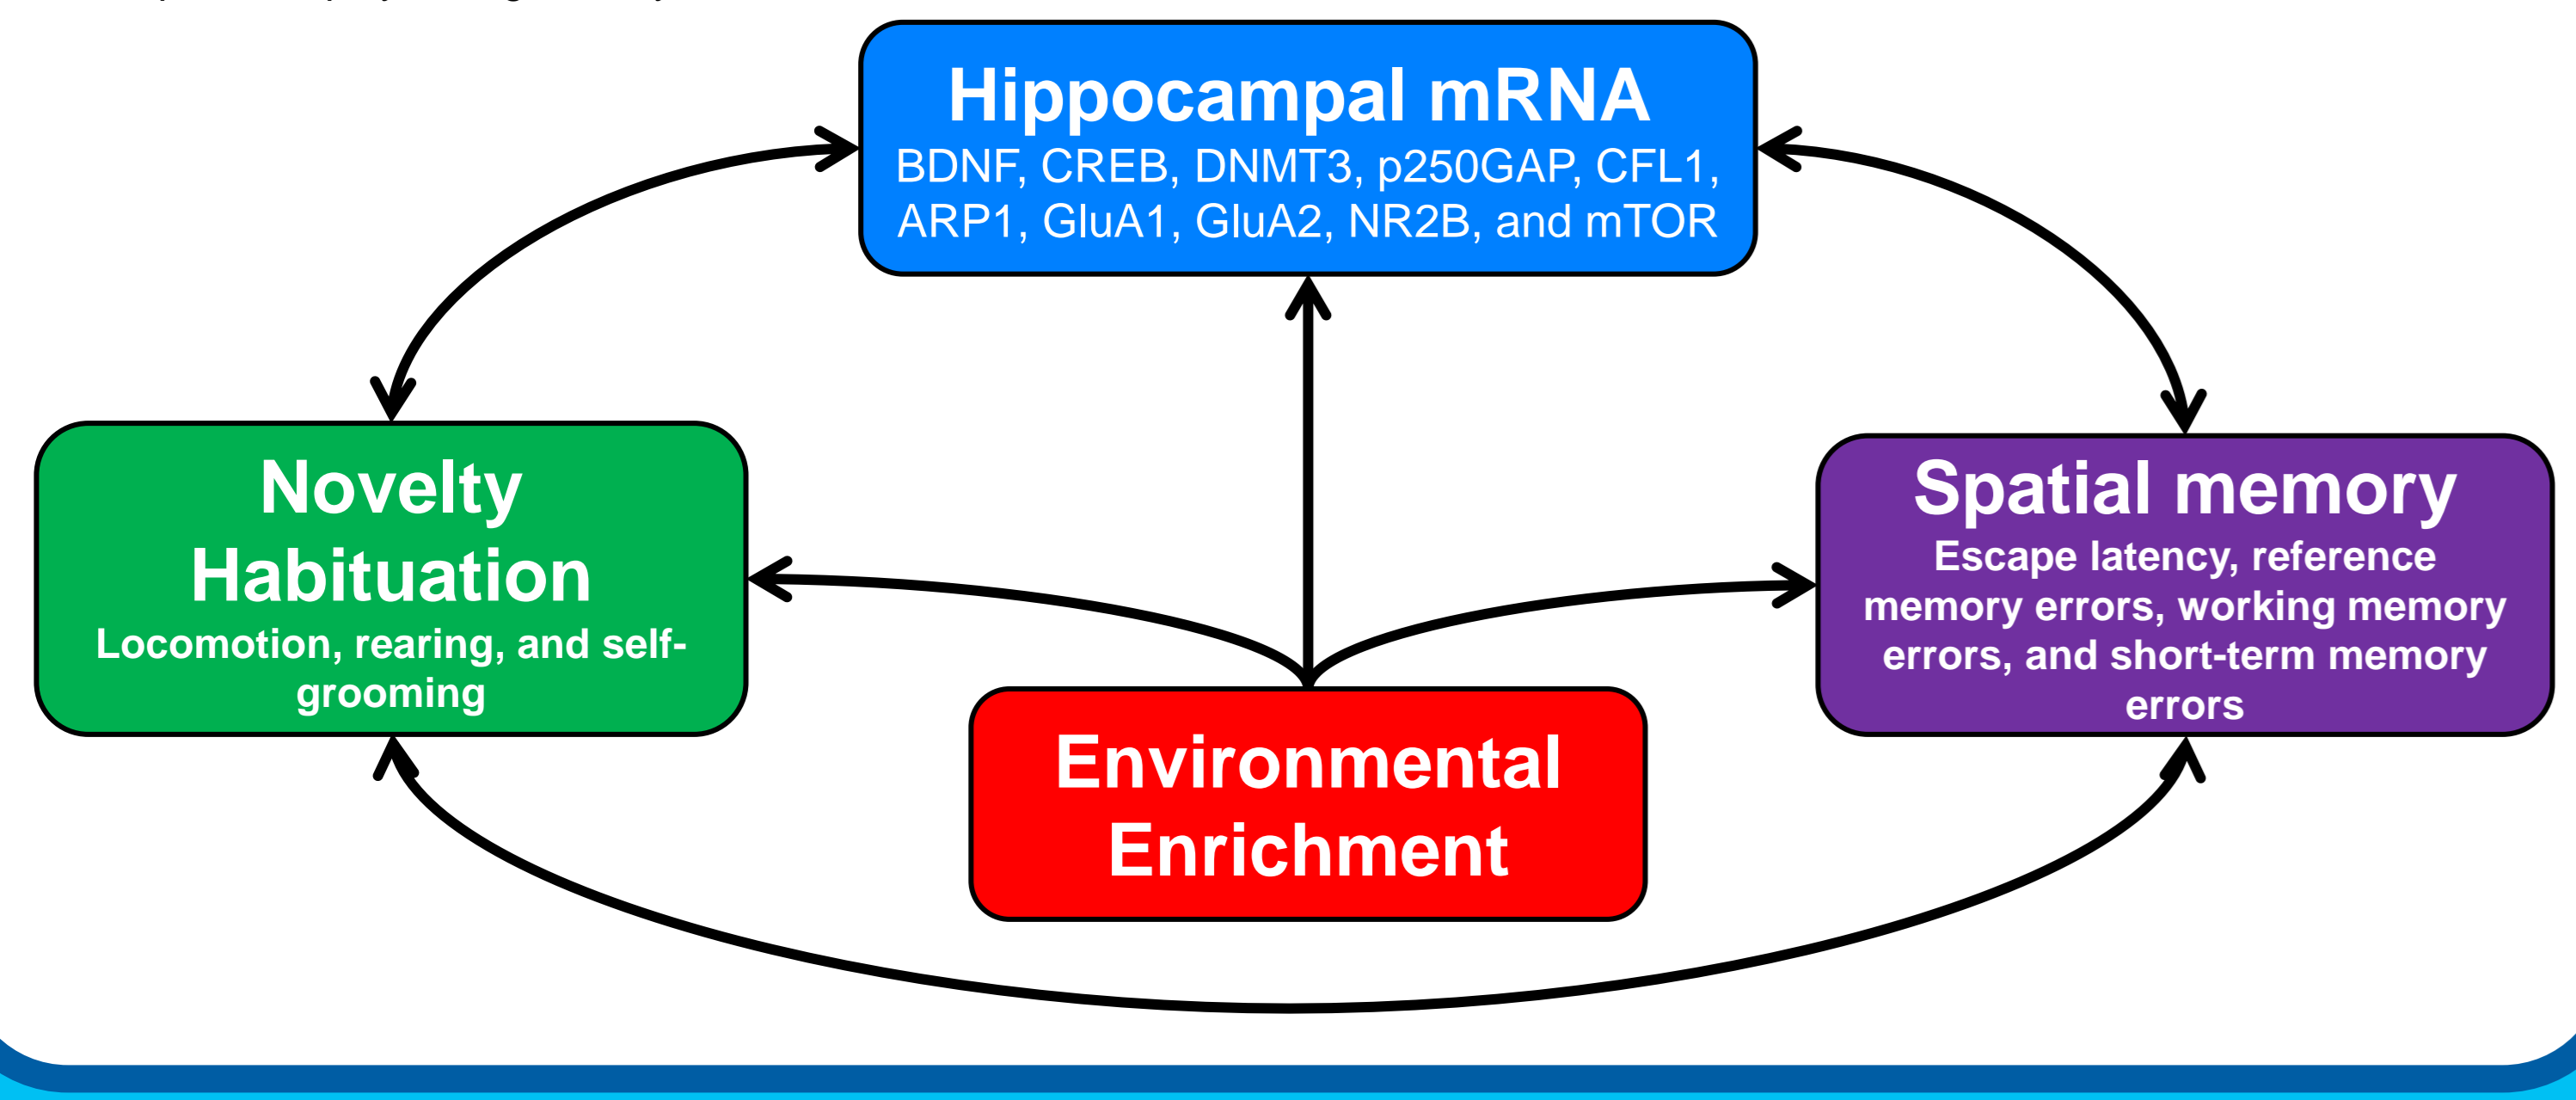 Hippocampal mRNA
BDNF, CREB, DNMT3, p250GAP, CFL1,
ARP1, GluA1, GluA2, NR2B, and mTOR
Novelty
Habituation
Locomotion, rearing, and self-
grooming
Spatial memory
Escape latency, reference
memory errors, working memory
errors, and short-term memory
errors
Environmental
Enrichment